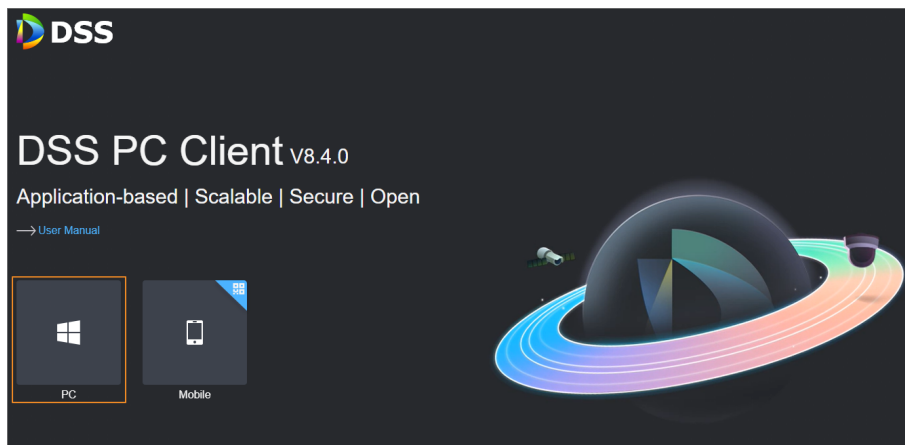 DSS
DSS PC Client V8.4.0
Application-based | Scalable | Secure | Open
User Manual
PC
Mobile